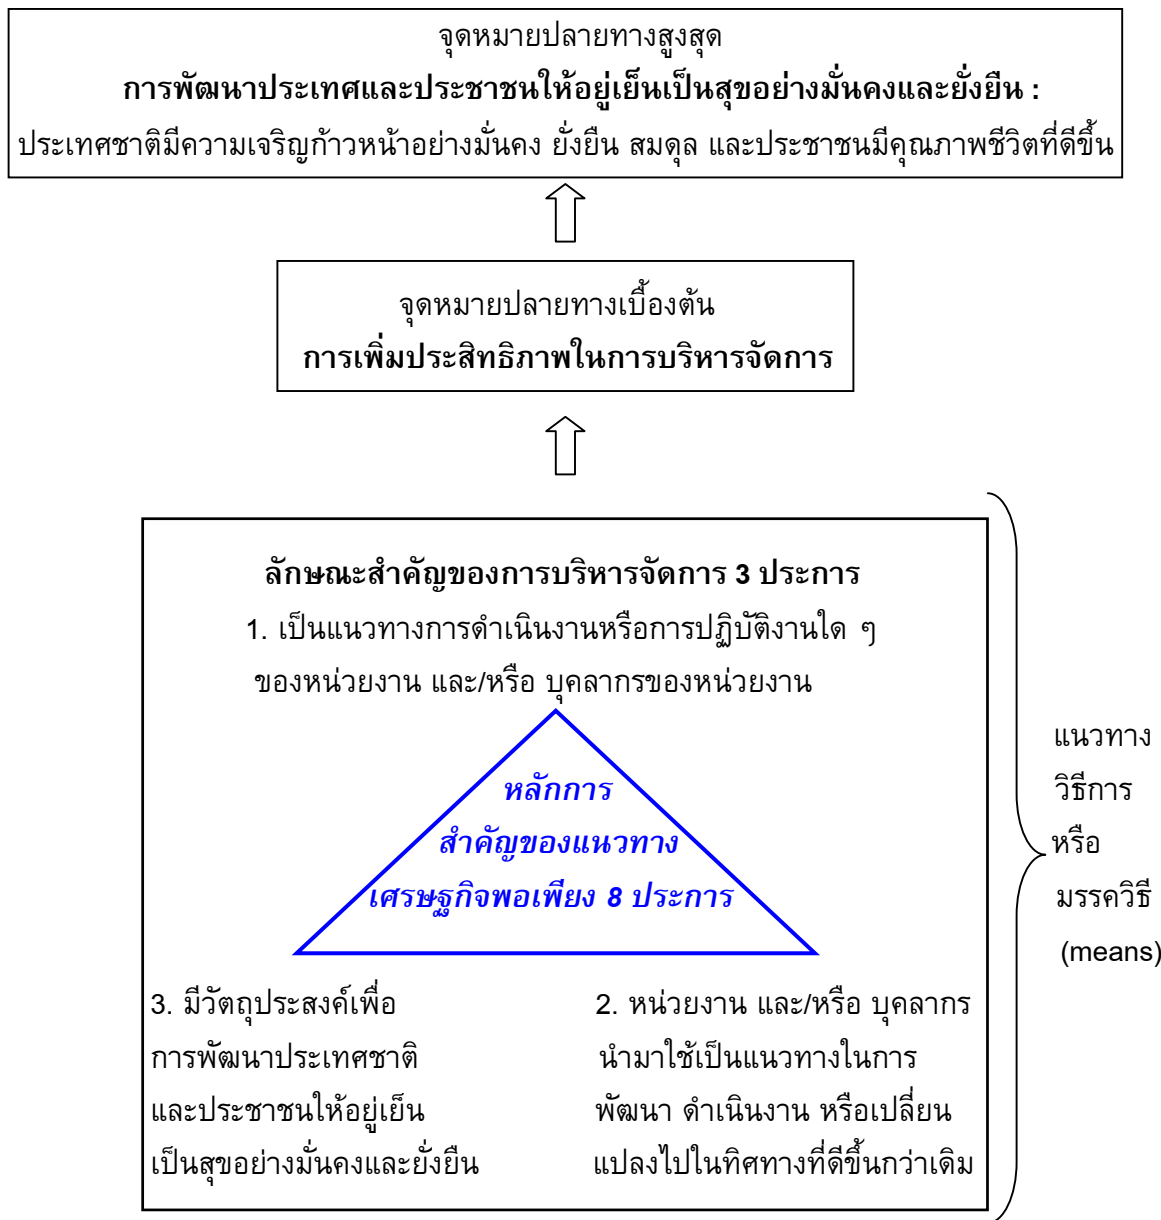 จุดหมายปลายทางสูงสุด
การพัฒนาประเทศและประชาชนให้อยู่เย็นเป็นสุขอย่างมั่นคงและยั่งยืน :
ประเทศชาติมีความเจริญก้าวหน้าอย่างมั่นคง ยั่งยืน สมดุล และประชาชนมีคุณภาพชีวิตที่ดีขึ้น
จุดหมายปลายทางเบื้องต้น
การเพิ่มประสิทธิภาพในการบริหารจัดการ
ลักษณะสำคัญของการบริหารจัดการ 3 ประการ
1. เป็นแนวทางการดำเนินงานหรือการปฏิบัติงานใด ๆ
ของหน่วยงาน และ/หรือ บุคลากรของหน่วยงาน
หลักการ
สำคัญของแนวทาง
เศรษฐกิจพอเพียง 8 ประการ
3. มีวัตถุประสงค์เพื่อ
การพัฒนาประเทศชาติ
และประชาชนให้อยู่เย็น
เป็นสุขอย่างมั่นคงและยั่งยืน
2. หน่วยงาน และ/หรือ บุคลากร
นำมาใช้เป็นแนวทางในการ
พัฒนา ดำเนินงาน หรือเปลี่ยน
แปลงไปในทิศทางที่ดีขึ้นกว่าเดิม
แนวทาง
วิธีการ
หรือ
มรรควิธี
(means)